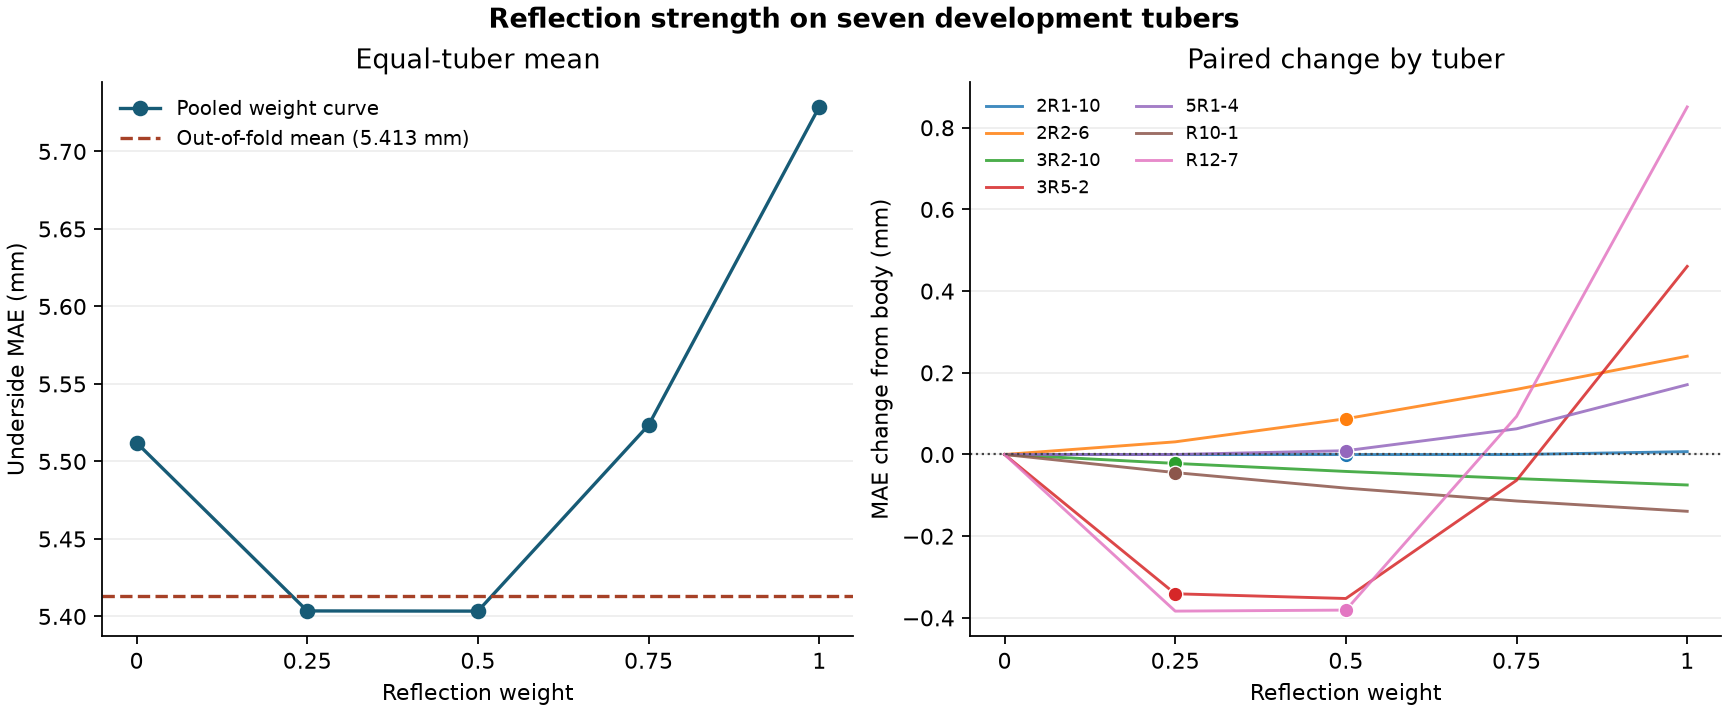 Reflection strength on seven development tubers
Equal-tuber mean
Pooled weight curve
Out-of-fold mean (5.413 mm)
Underside MAE (mm)
5.70
5.65
5.60
5.55
5.50
5.45
5.40
0 0.25 0.5 0.75 1
Reflection weight
Paired change by tuber
2R1-10 5R1-4
2R2-6 R10-1
3R2-10 R12-7
3R5-2
MAE change from body (mm)
0.8
0.6
0.4
0.2
0.0
−0.2
−0.4
0 0.25 0.5 0.75 1
Reflection weight